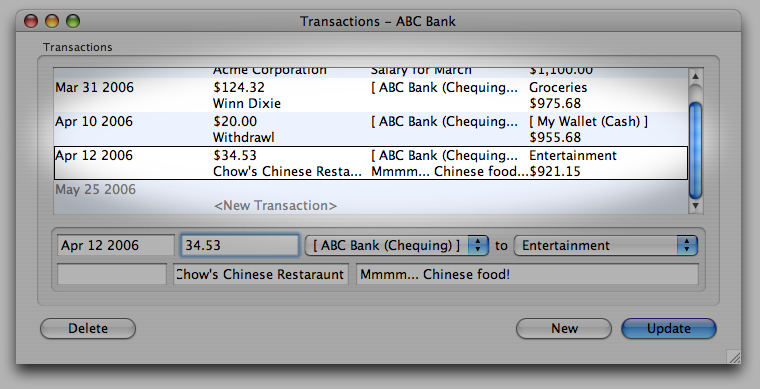 Transactions – ABC Bank
Transactions
Acme Corporation Salary for March $1,100.00
Mar 31 2006 $124.32 [ ABC Bank (Chequing... Groceries
Winn Dixie $975.68
Apr 10 2006 $20.00 [ ABC Bank (Chequing... [ My Wallet (Cash) ]
Withdrawl $955.68
Apr 12 2006 $34.53 [ ABC Bank (Chequing... Entertainment
Chow's Chinese Resta... Mmmm... Chinese food... $921.15
May 25 2006
<New Transaction>
Apr 12 2006 34.53 [ ABC Bank (Chequing) ] to Entertainment
Chow's Chinese Restaraunt Mmmm... Chinese food!
Delete New Update